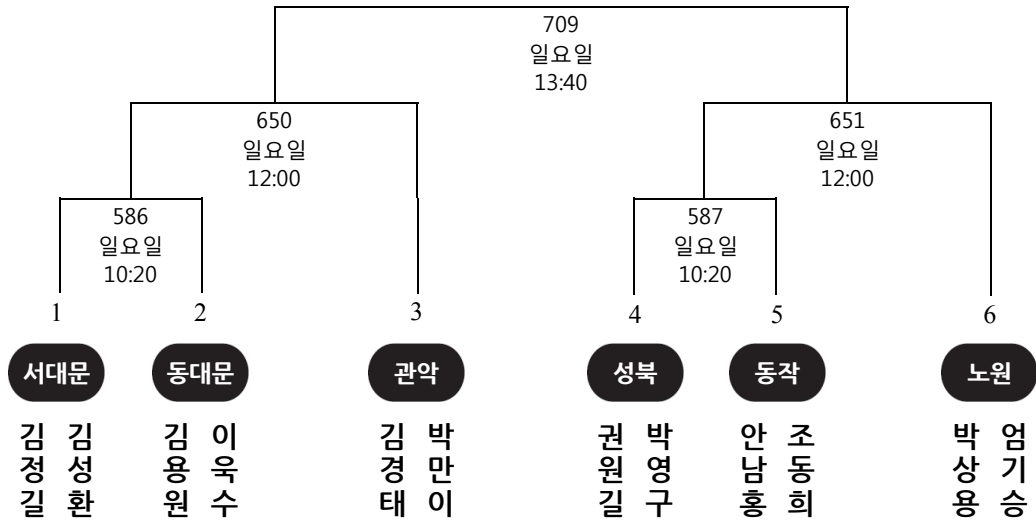 709
일요일
13:40
650
일요일
12:00
651
일요일
12:00
586
일요일
10:20
587
일요일
10:20
1 2 3 4 5 6
서대문 동대문 관악 성북 동작 노원
김 김 김 이 김 박 권 박 안 조 박 엄
정 성 용 욱 경 만 원 영 남 동 상 기
길 환 원 수 태 이 길 구 홍 희 용 승